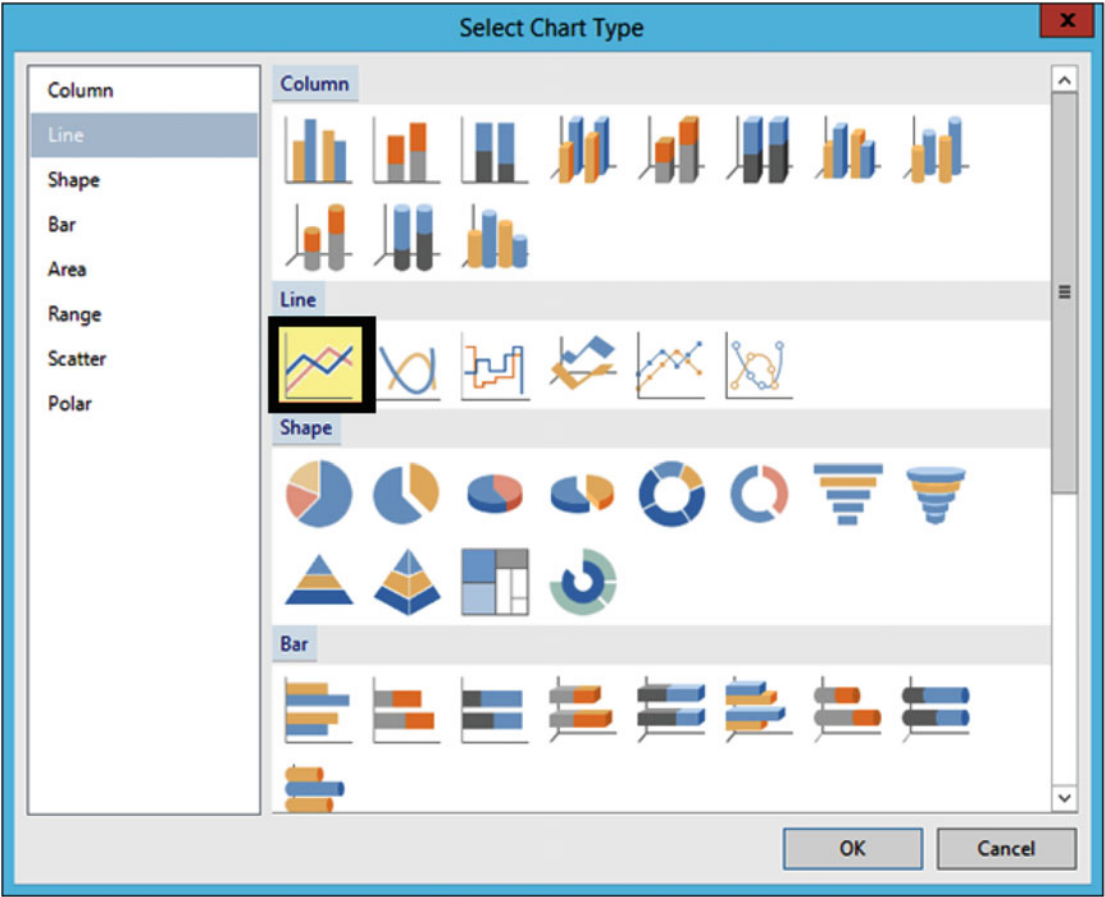 Select Chart Type
x
Column
Line
Shape
Bar
Area
Range
Scatter
Polar
Column
Line
Shape
Bar
OK
Cancel